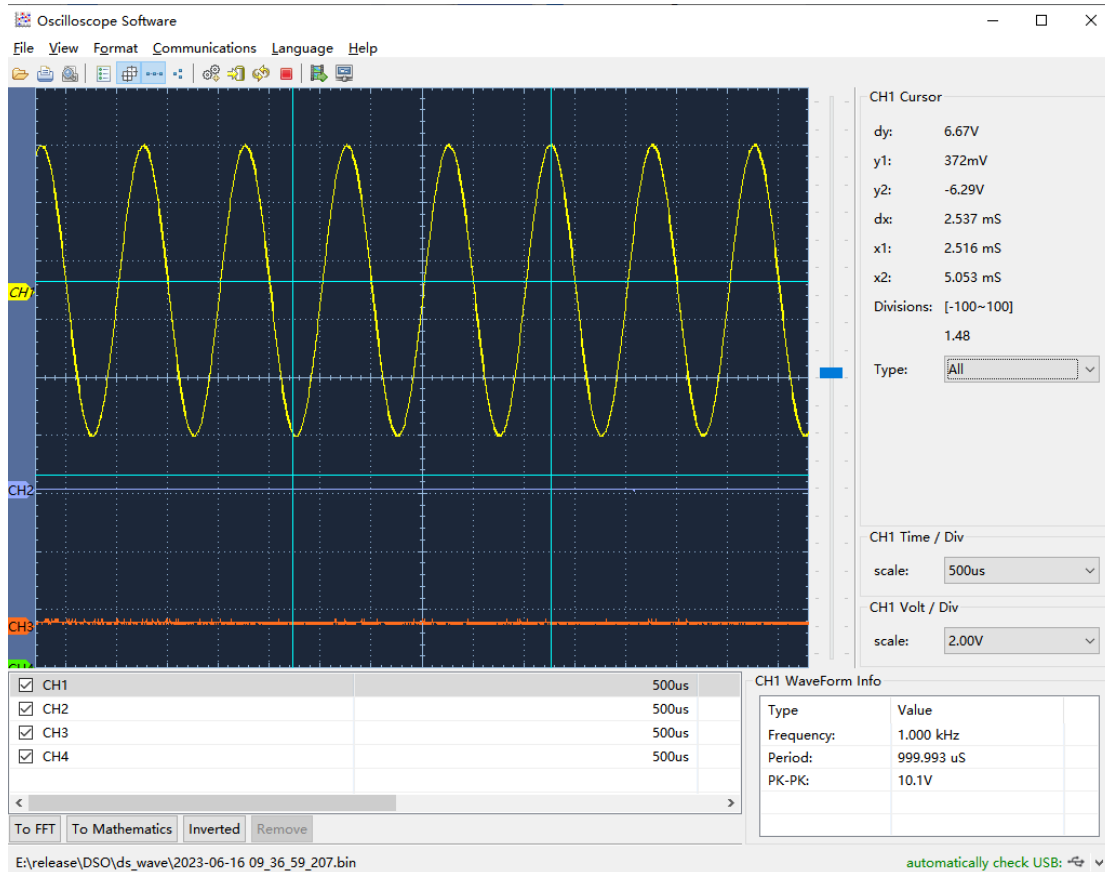 Oscilloscope Software
File View Format Communications Language Help
CH1 Cursor
dy: 6.67V
y1: 372mV
y2: -6.29V
dx: 2.537 mS
x1: 2.516 mS
x2: 5.053 mS
Divisions: [-100~100]
1.48
Type: All
CH1
CH2
CH3
CH4
CH1 Time / Div
scale: 500us
CH1 Volt / Div
scale: 2.00V
CH1 500us
CH2 500us
CH3 500us
CH4 500us
CH1 WaveForm Info
Type Value
Frequency: 1.000 kHz
Period: 999.993 uS
PK-PK: 10.1V
To FFT To Mathematics Inverted Remove
E:\release\DSO\ds_wave\2023-06-16 09_36_59_207.bin
automatically check USB: